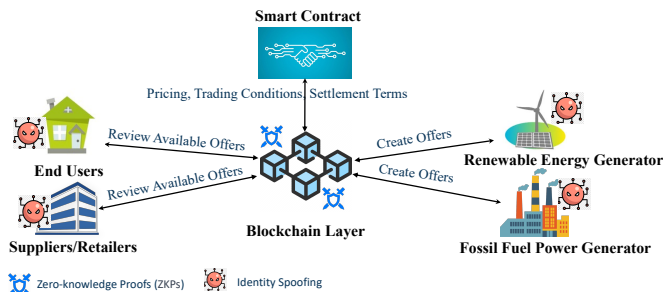 Smart Contract
Pricing, Trading Conditions, Settlement Terms
Review Available Offers
Create Offers
End Users
Renewable Energy Generator
Review Available Offers
Create Offers
Suppliers/Retailers
Blockchain Layer
Fossil Fuel Power Generator
Zero-knowledge Proofs (ZKPs)
Identity Spoofing